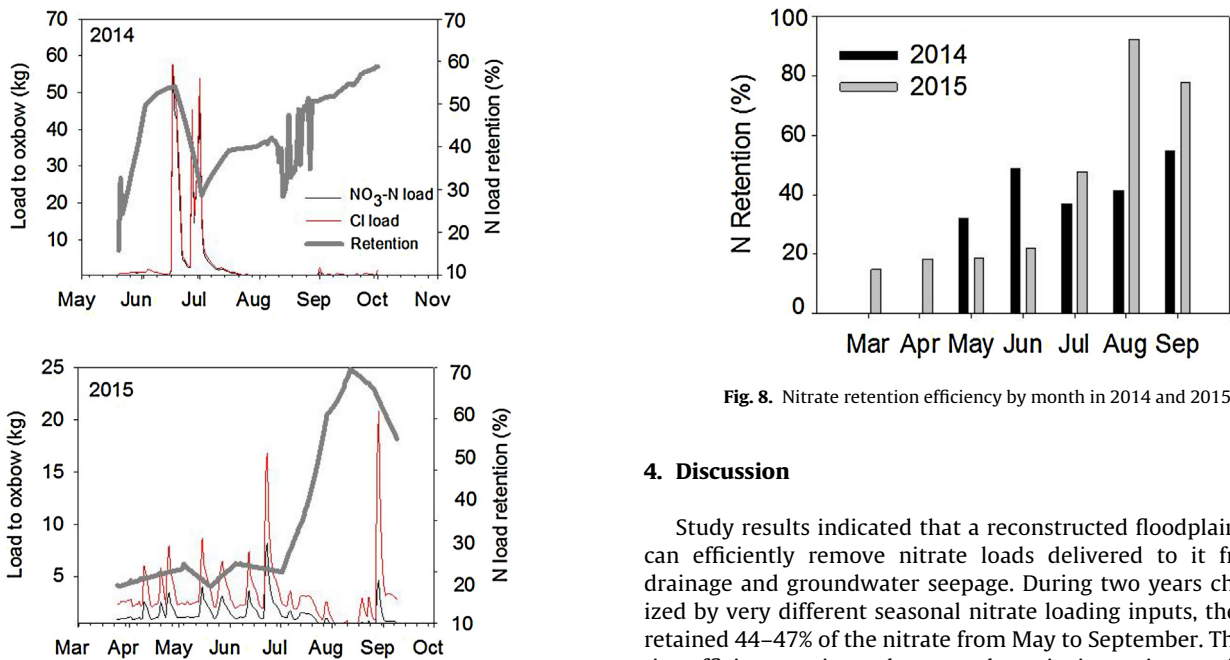 70
60
50
40
30
20
10
2014
Load to oxbow (kg)
NO3-N load
Cl load
Retention
70
60
50
40
30
20
10
N load retention (%)
May Jun Jul Aug Sep Oct Nov
25
20
15
10
5
2015
Load to oxbow (kg)
70
60
50
40
30
20
10
N load retention (%)
Mar Apr May Jun Jul Aug Sep Oct
100
80
60
40
20
0
N Retention (%)
2014
2015
Mar Apr May Jun Jul Aug Sep
Fig. 8. Nitrate retention efficiency by month in 2014 and 2015
4. Discussion
Study results indicated that a reconstructed floodplain
can efficiently remove nitrate loads delivered to it fr
drainage and groundwater seepage. During two years ch
ized by very different seasonal nitrate loading inputs, the
retained 44–47% of the nitrate from May to September. Th